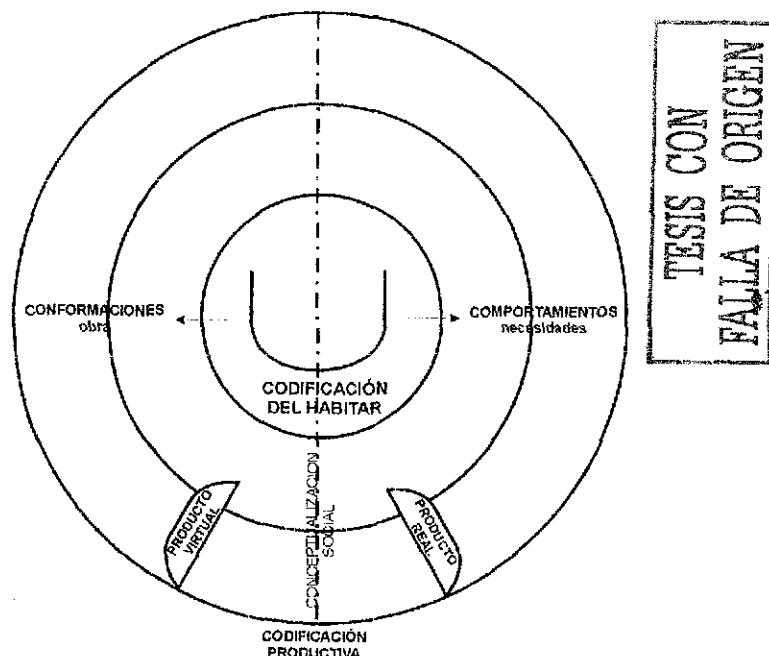 TESIS CON
FALLA DE ORIGEN
CONFORMACIONES
obra
COMPORTAMIENTOS
necesidades
CODIFICACIÓN
DEL HABITAR
PRODUCTO
VIRTUAL
CONCEPTUALIZACION
SOCIAL
PRODUCTO
REAL
CODIFICACIÓN
PRODUCTIVA